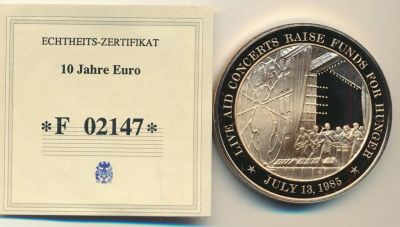 ECHTHEITS-ZERTIFIKAT
10 Jahre Euro
*F 02147*
★ LIVE AID CONCERTS RAISE FUNDS FOR HUNGER ★
JULY 13, 1985